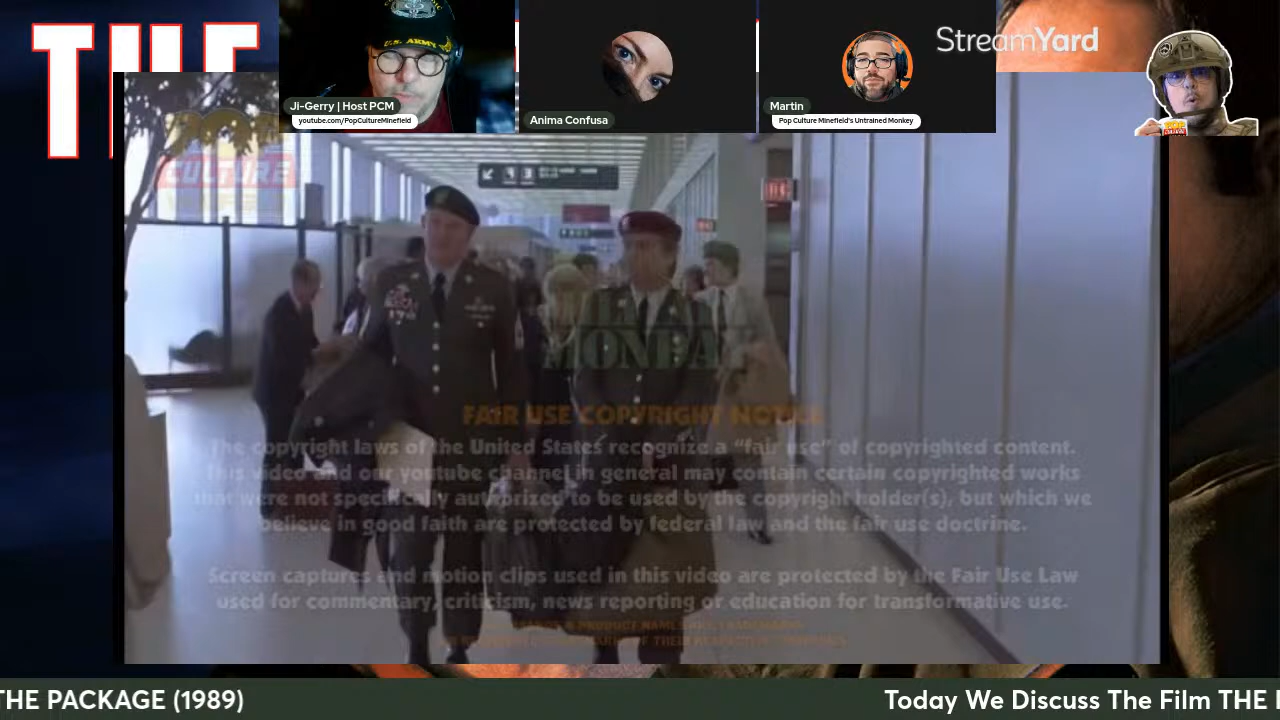 THE
U.S. ARMY
StreamYard
Ji-Gerry | Host PCM
youtube.com/PopCultureMinefield
Anima Confusa
Martin
Pop Culture Minefield's Untrained Monkey
CULTURE
MONDAY
FAIR USE COPYRIGHT NOTICE
The copyright laws of the United States recognize a “fair use” of copyrighted content.
This video and our youtube channel in general may contain certain copyrighted works
that were not specifically authorized to be used by the copyright holder(s), but which we
believe in good faith are protected by federal law and the fair use doctrine.
Screen captures and motion clips used in this video are protected by the Fair Use Law
used for commentary, criticism, news reporting or education for transformative use.
THE PACKAGE (1989)
Today We Discuss The Film THE